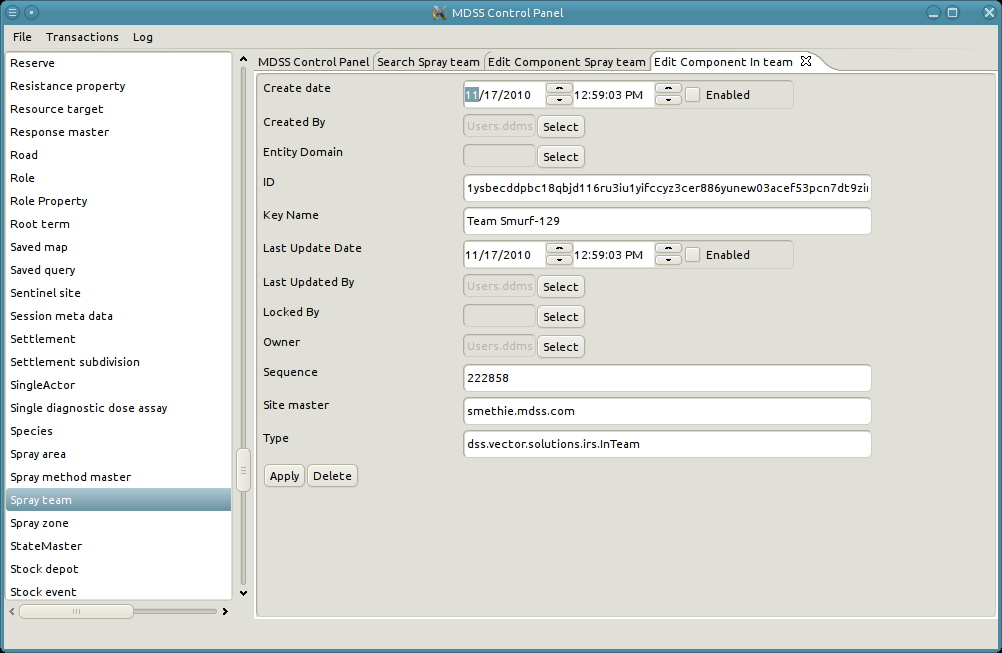 MDSS Control Panel
File Transactions Log
Reserve
Resistance property
Resource target
Response master
Road
Role
Role Property
Root term
Saved map
Saved query
Sentinel site
Session meta data
Settlement
Settlement subdivision
SingleActor
Single diagnostic dose assay
Species
Spray area
Spray method master
Spray team
Spray zone
StateMaster
Stock depot
Stock event
MDSS Control Panel Search Spray team Edit Component Spray team Edit Component In team
Create date 11/17/2010 12:59:03 PM Enabled
Created By Users.ddms Select
Entity Domain Select
ID 1ysbecddpbc18qbjd116ru3iu1yifccyz3cer886yunew03acef53pcn7dt9zi
Key Name Team Smurf-129
Last Update Date 11/17/2010 12:59:03 PM Enabled
Last Updated By Users.ddms Select
Locked By Select
Owner Users.ddms Select
Sequence 222858
Site master smethie.mdss.com
Type dss.vector.solutions.irs.InTeam
Apply Delete